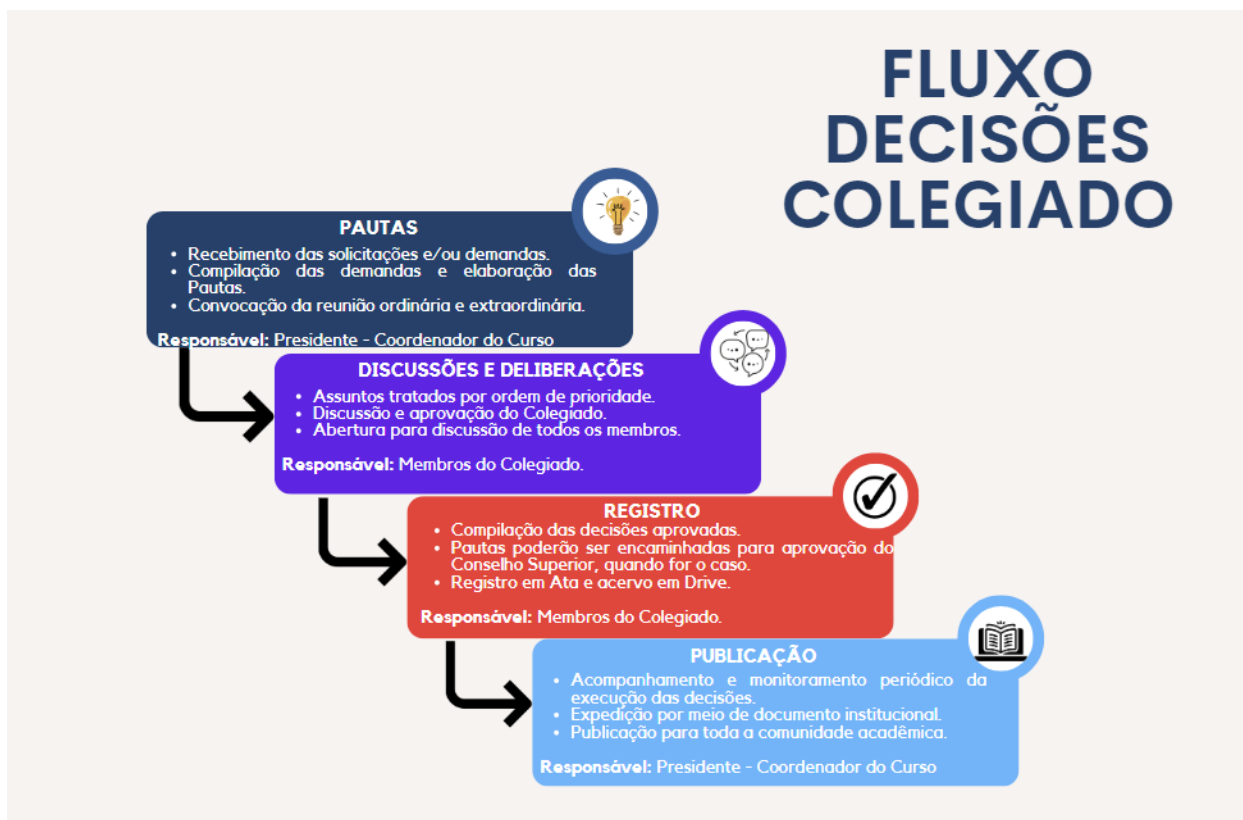 FLUXO
DECISÕES
COLEGIADO
PAUTAS
• Recebimento das solicitações e/ou demandas.
• Compilação das demandas e elaboração das
Pautas.
• Convocação da reunião ordinária e extraordinária.
Responsável: Presidente - Coordenador do Curso
DISCUSSÕES E DELIBERAÇÕES
• Assuntos tratados por ordem de prioridade.
• Discussão e aprovação do Colegiado.
• Abertura para discussão de todos os membros.
Responsável: Membros do Colegiado.
REGISTRO
• Compilação das decisões aprovadas.
• Pautas poderão ser encaminhadas para aprovação do
Conselho Superior, quando for o caso.
• Registro em Ata e acervo em Drive.
Responsável: Membros do Colegiado.
PUBLICAÇÃO
• Acompanhamento e monitoramento periódico da
execução das decisões.
• Expedição por meio de documento institucional.
• Publicação para toda a comunidade acadêmica.
Responsável: Presidente - Coordenador do Curso